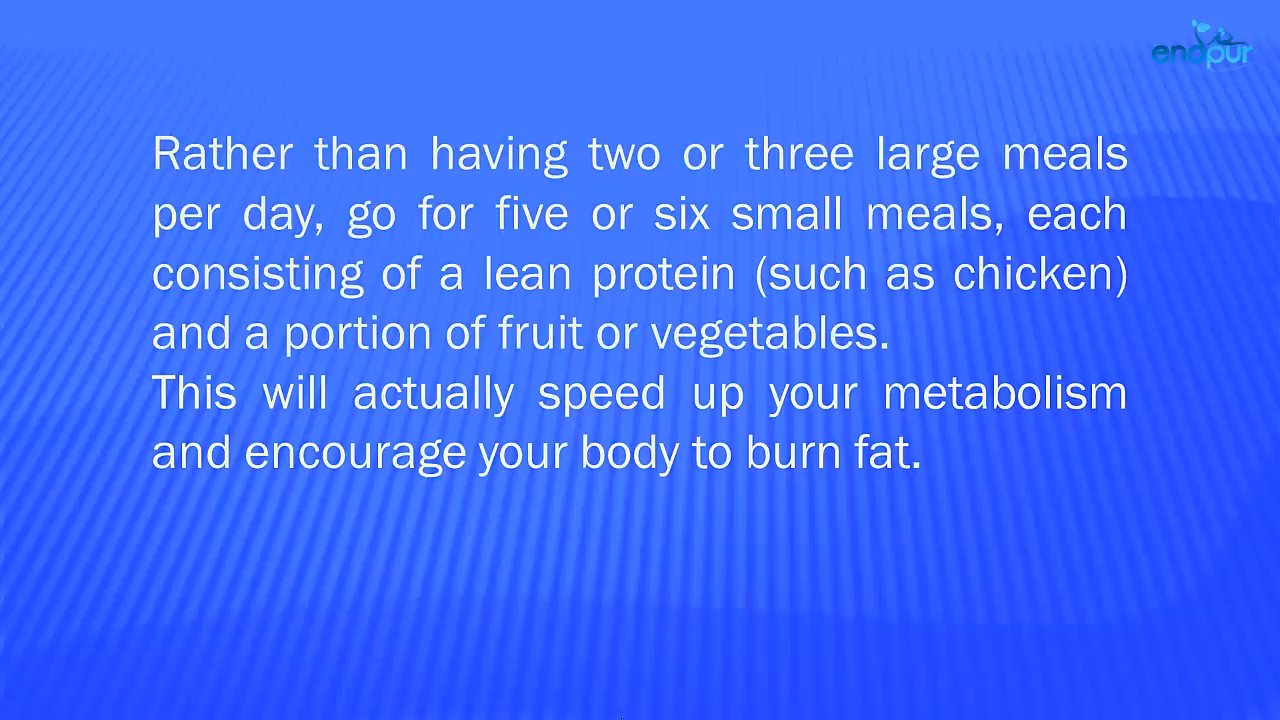 endpur
Rather than having two or three large meals
per day, go for five or six small meals, each
consisting of a lean protein (such as chicken)
and a portion of fruit or vegetables.
This will actually speed up your metabolism
and encourage your body to burn fat.